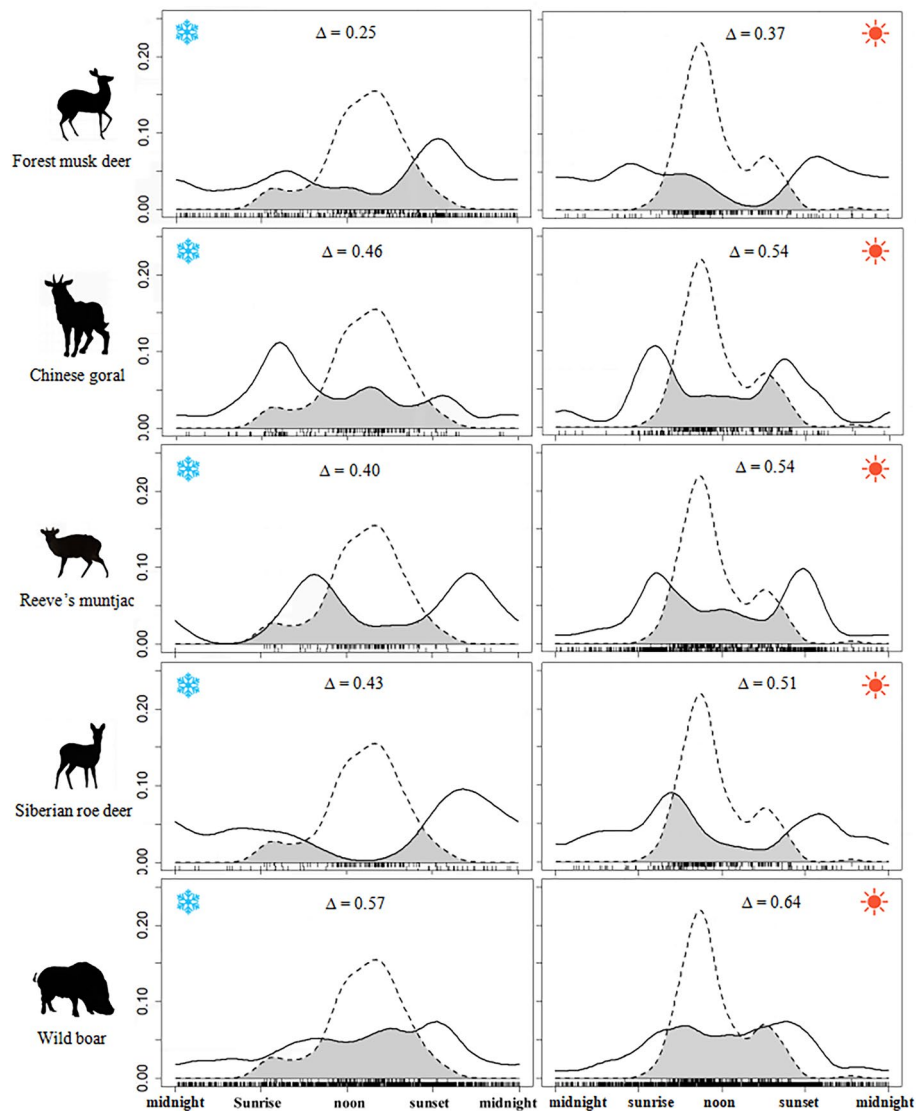 Δ = 0.25
Δ = 0.37
0.20
0.10
0.00
Forest musk deer
Δ = 0.46
Δ = 0.54
0.20
0.10
0.00
Chinese goral
Δ = 0.40
Δ = 0.54
0.20
0.10
0.00
Reeve’s muntjac
Δ = 0.43
Δ = 0.51
0.20
0.10
0.00
Siberian roe deer
Δ = 0.57
Δ = 0.64
0.20
0.10
0.00
Wild boar
midnight Sunrise noon sunset midnight
midnight sunrise noon sunset midnight